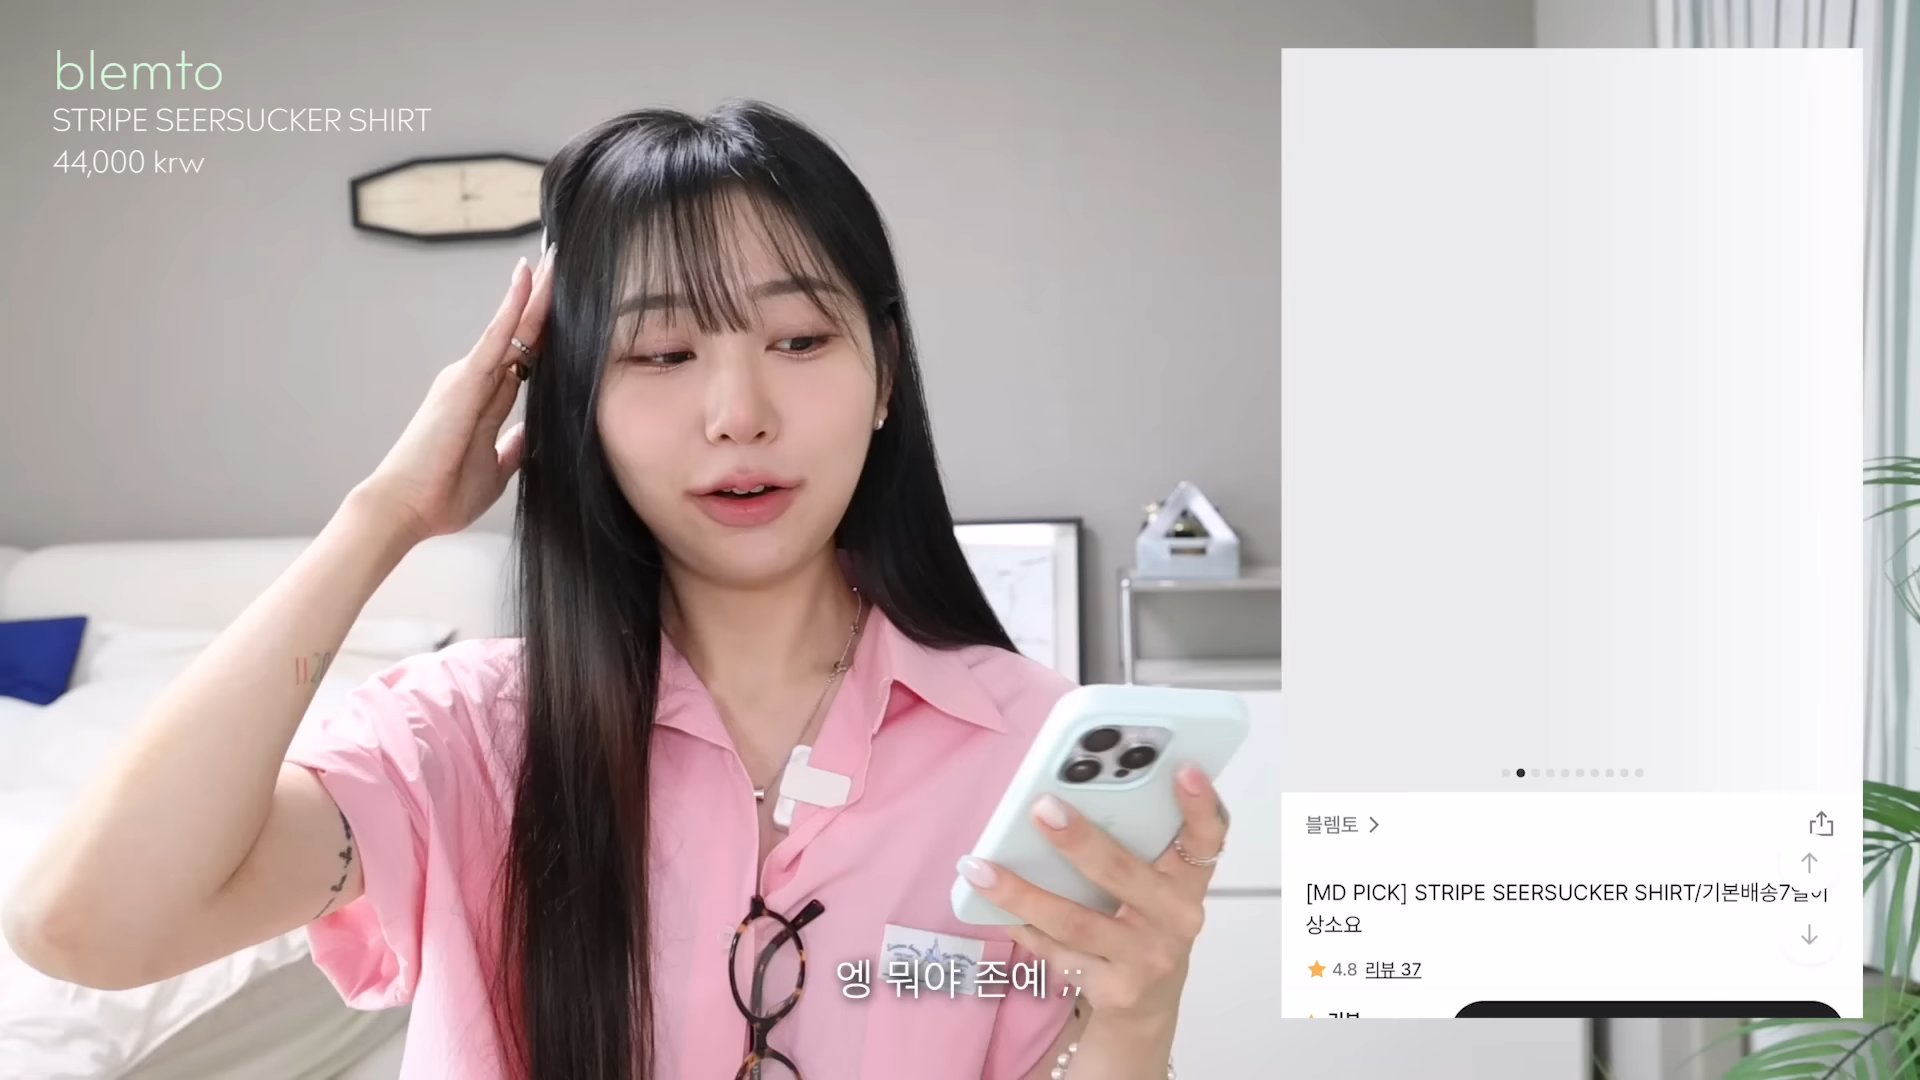 blemto
STRIPE SEERSUCKER SHIRT
44,000 krw
블렘토
[MD PICK] STRIPE SEERSUCKER SHIRT/기본배송7일이
상소요
4.8 리뷰 37
엥 뭐야 존예 ;;
1120